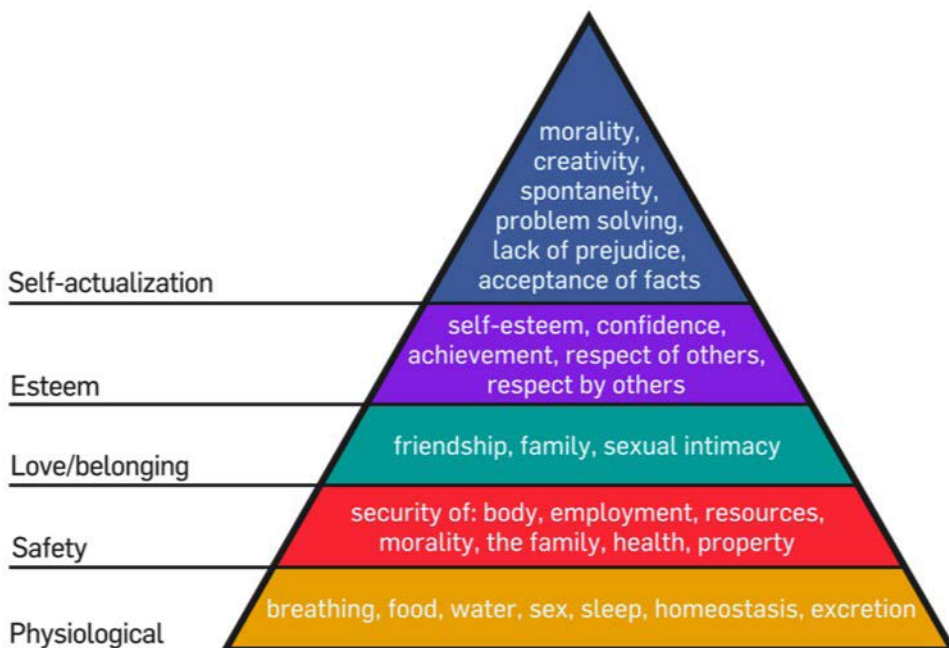 morality,
creativity,
spontaneity,
problem solving,
lack of prejudice,
acceptance of facts
Self-actualization
self-esteem, confidence,
achievement, respect of others,
respect by others
Esteem
friendship, family, sexual intimacy
Love/belonging
security of: body, employment, resources,
morality, the family, health, property
Safety
breathing, food, water, sex, sleep, homeostasis, excretion
Physiological